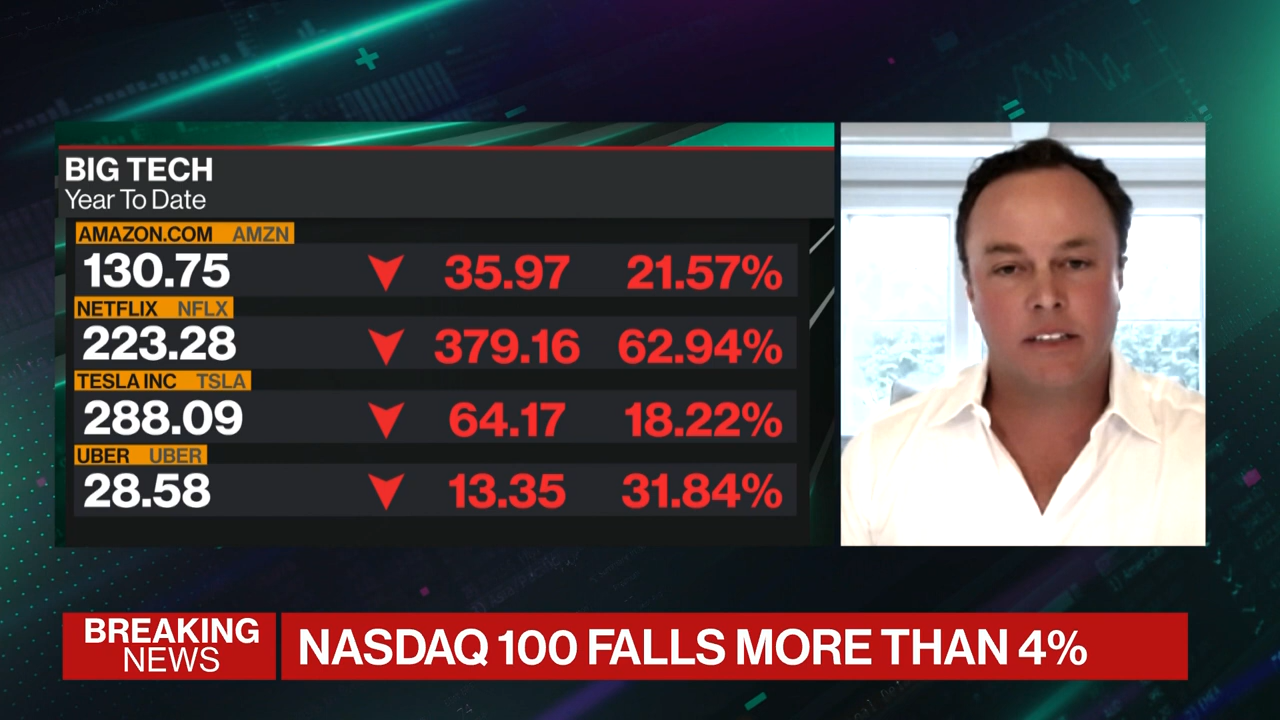 BIG TECH
Year To Date
AMAZON.COM AMZN
130.75 35.97 21.57%
NETFLIX NFLX
223.28 379.16 62.94%
TESLA INC TSLA
288.09 64.17 18.22%
UBER UBER
28.58 13.35 31.84%
BREAKING
NEWS
NASDAQ 100 FALLS MORE THAN 4%